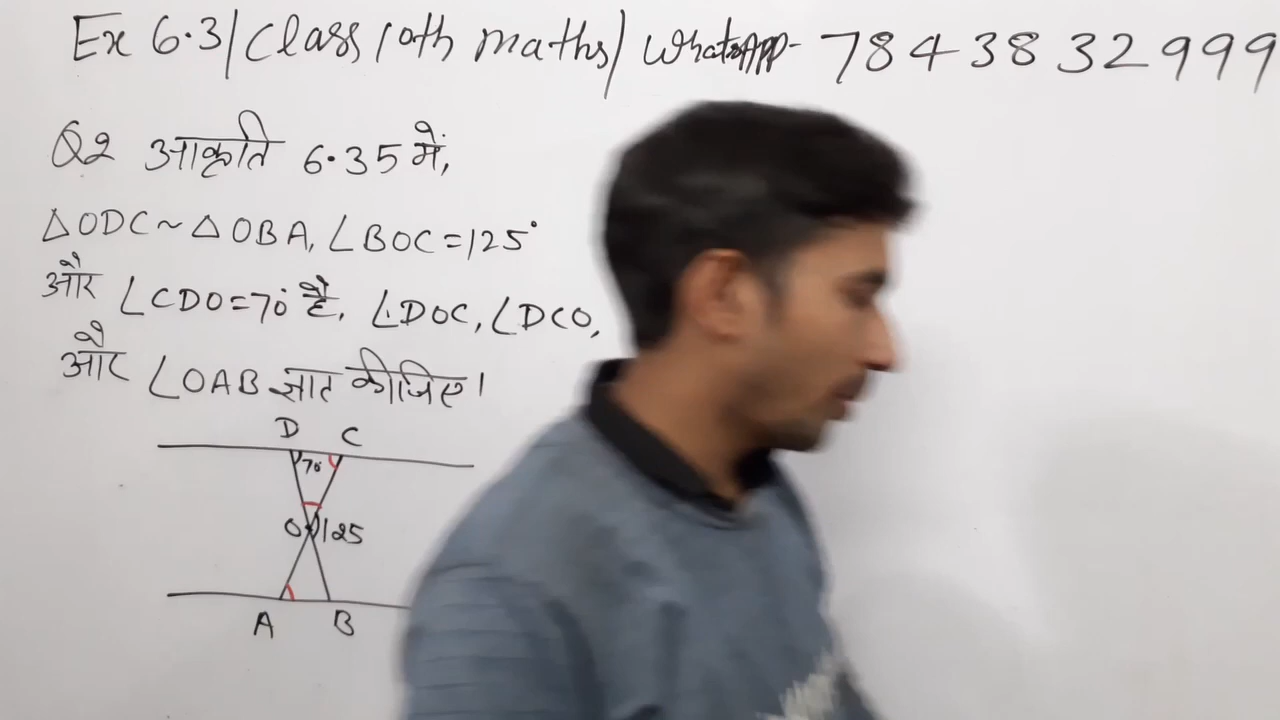 Ex 6.3/Class 10th maths/ WhatsAPP- 7843832999
Q2 आकृति 6.35 में,
△ODC~△OBA, ∠BOC=125°
और ∠CDO=70° है, ∠DOC, ∠DCO,
और ∠OAB ज्ञात कीजिए।
D C
70
O 125
A B